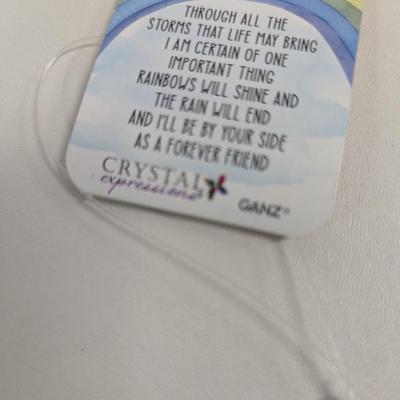 THROUGH ALL THE
STORMS THAT LIFE MAY BRING
I AM CERTAIN OF ONE
IMPORTANT THING
RAINBOWS WILL SHINE AND
THE RAIN WILL END
AND I'LL BE BY YOUR SIDE
AS A FOREVER FRIEND
CRYSTAL
expressions
GANZ®